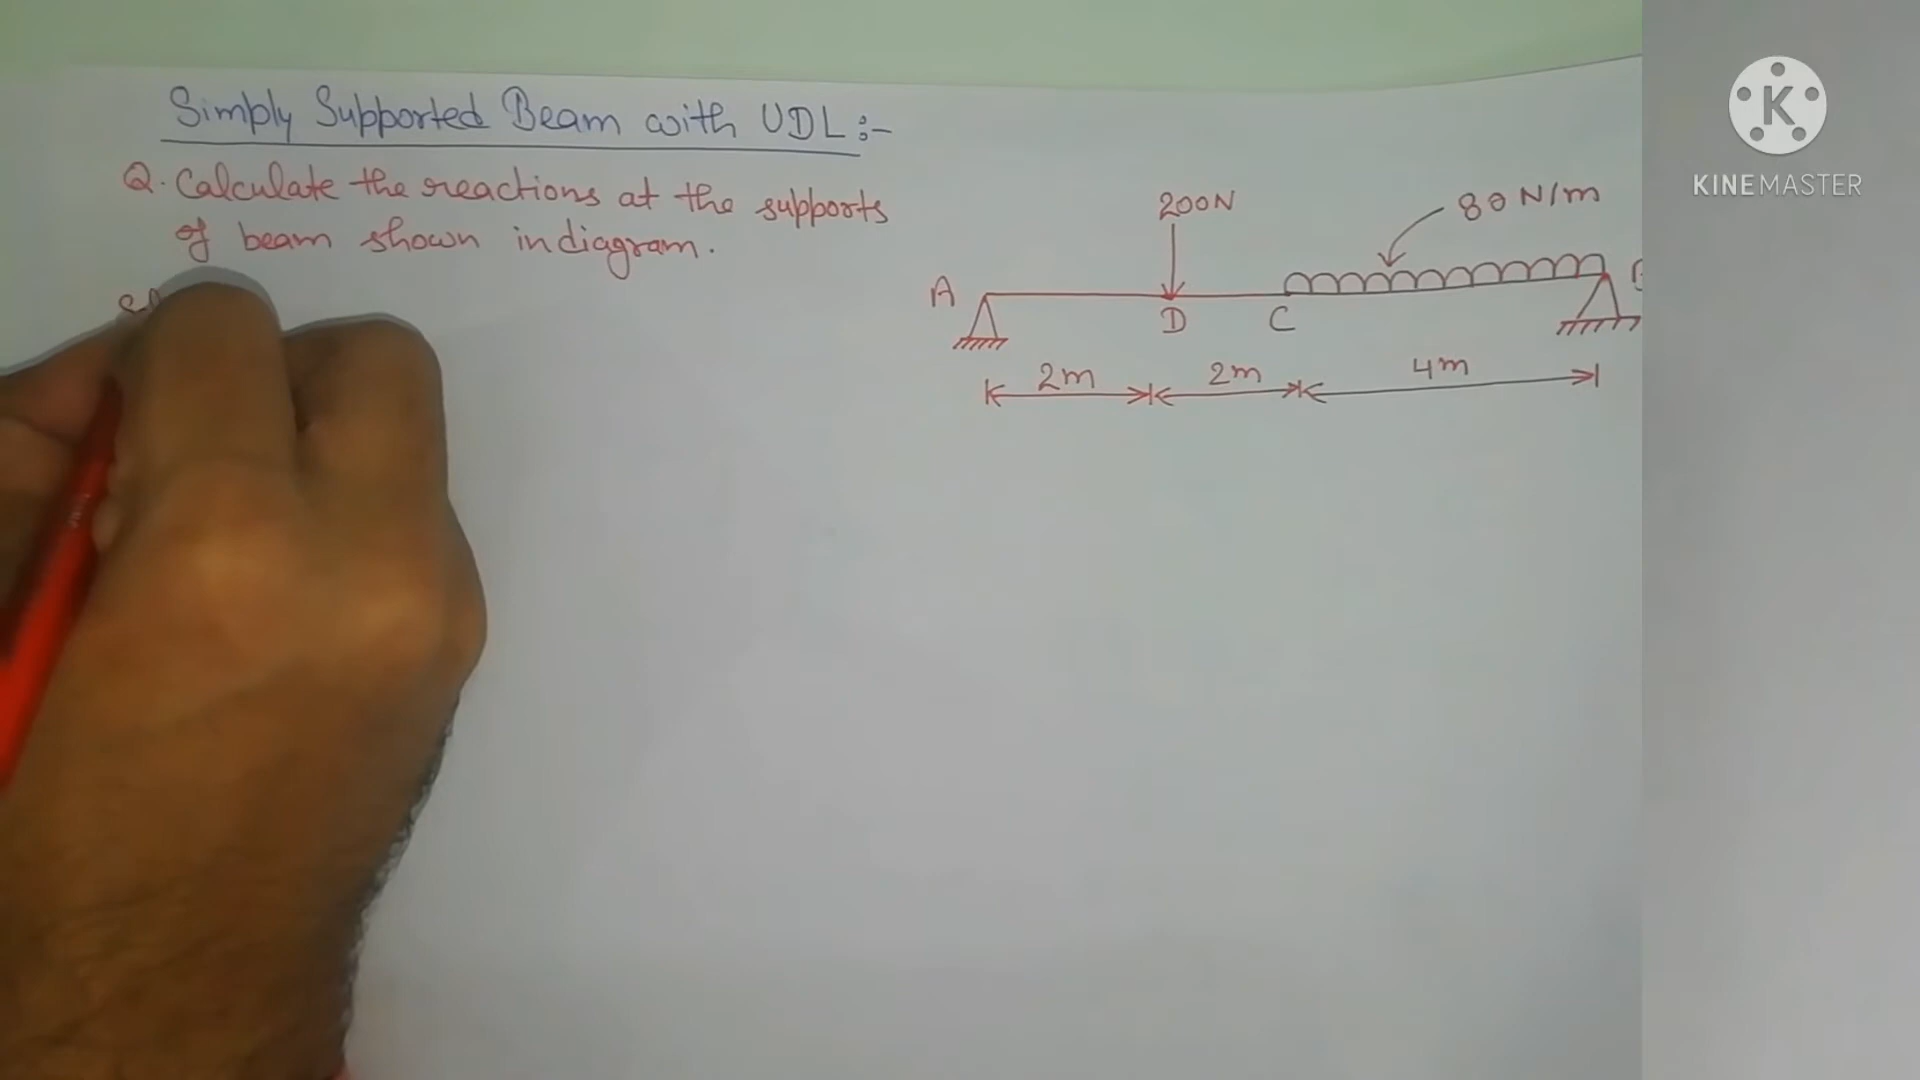 Simply Supported Beam with UDL:-
Q. Calculate the reactions at the supports
of beam shown in diagram.
200N
80 N/m
A
D
C
2m
2m
4m
K
KINEMASTER